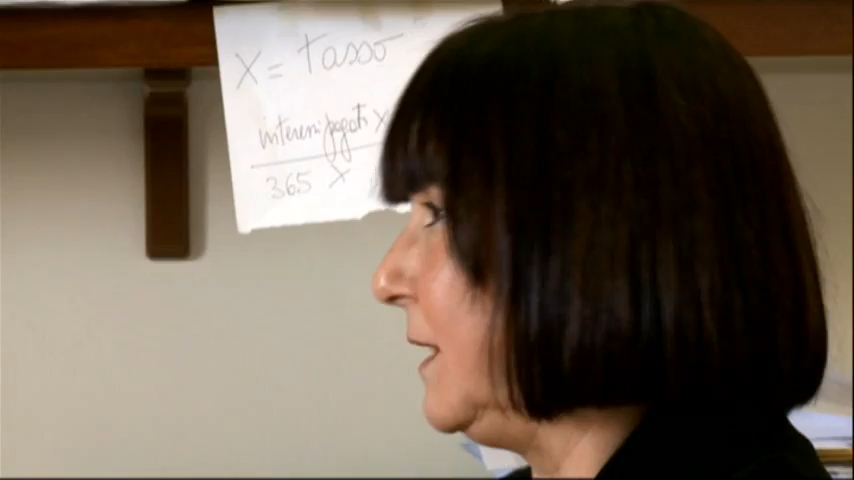 X = Tasso
interessi pagati X
365 X